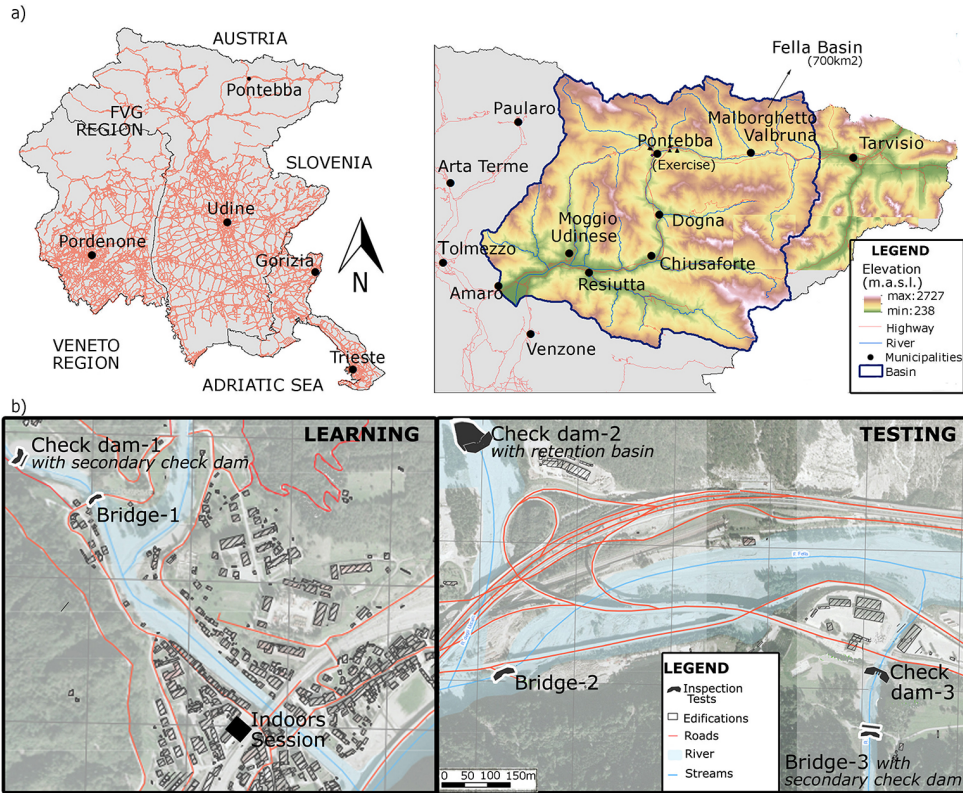 a)
AUSTRIA
Pontebba
FVG
REGION
SLOVENIA
Udine
Pordenone
Gorizia
N
VENETO
REGION
Trieste
ADRIATIC SEA
Fella Basin
(700km2)
Paularo
Malborghetto
Valbruna
Pontebba
(Exercise)
Tarvisio
Arta Terme
Dogna
Moggio
Udinese
Tolmezzo
Chiusaforte
Resiutta
Amaro
Venzone
LEGEND
Elevation
(m.a.s.l.)
max:2727
min:238
Highway
River
Municipalities
Basin
b)
LEARNING
Check dam-1
with secondary check dam
Bridge-1
Indoors
Session
TESTING
Check dam-2
with retention basin
F. Fella
Bridge-2
Check
dam-3
Bridge-3 with
secondary check dam
LEGEND
Inspection
Tests
Edifications
Roads
River
Streams
0 50 100 150m